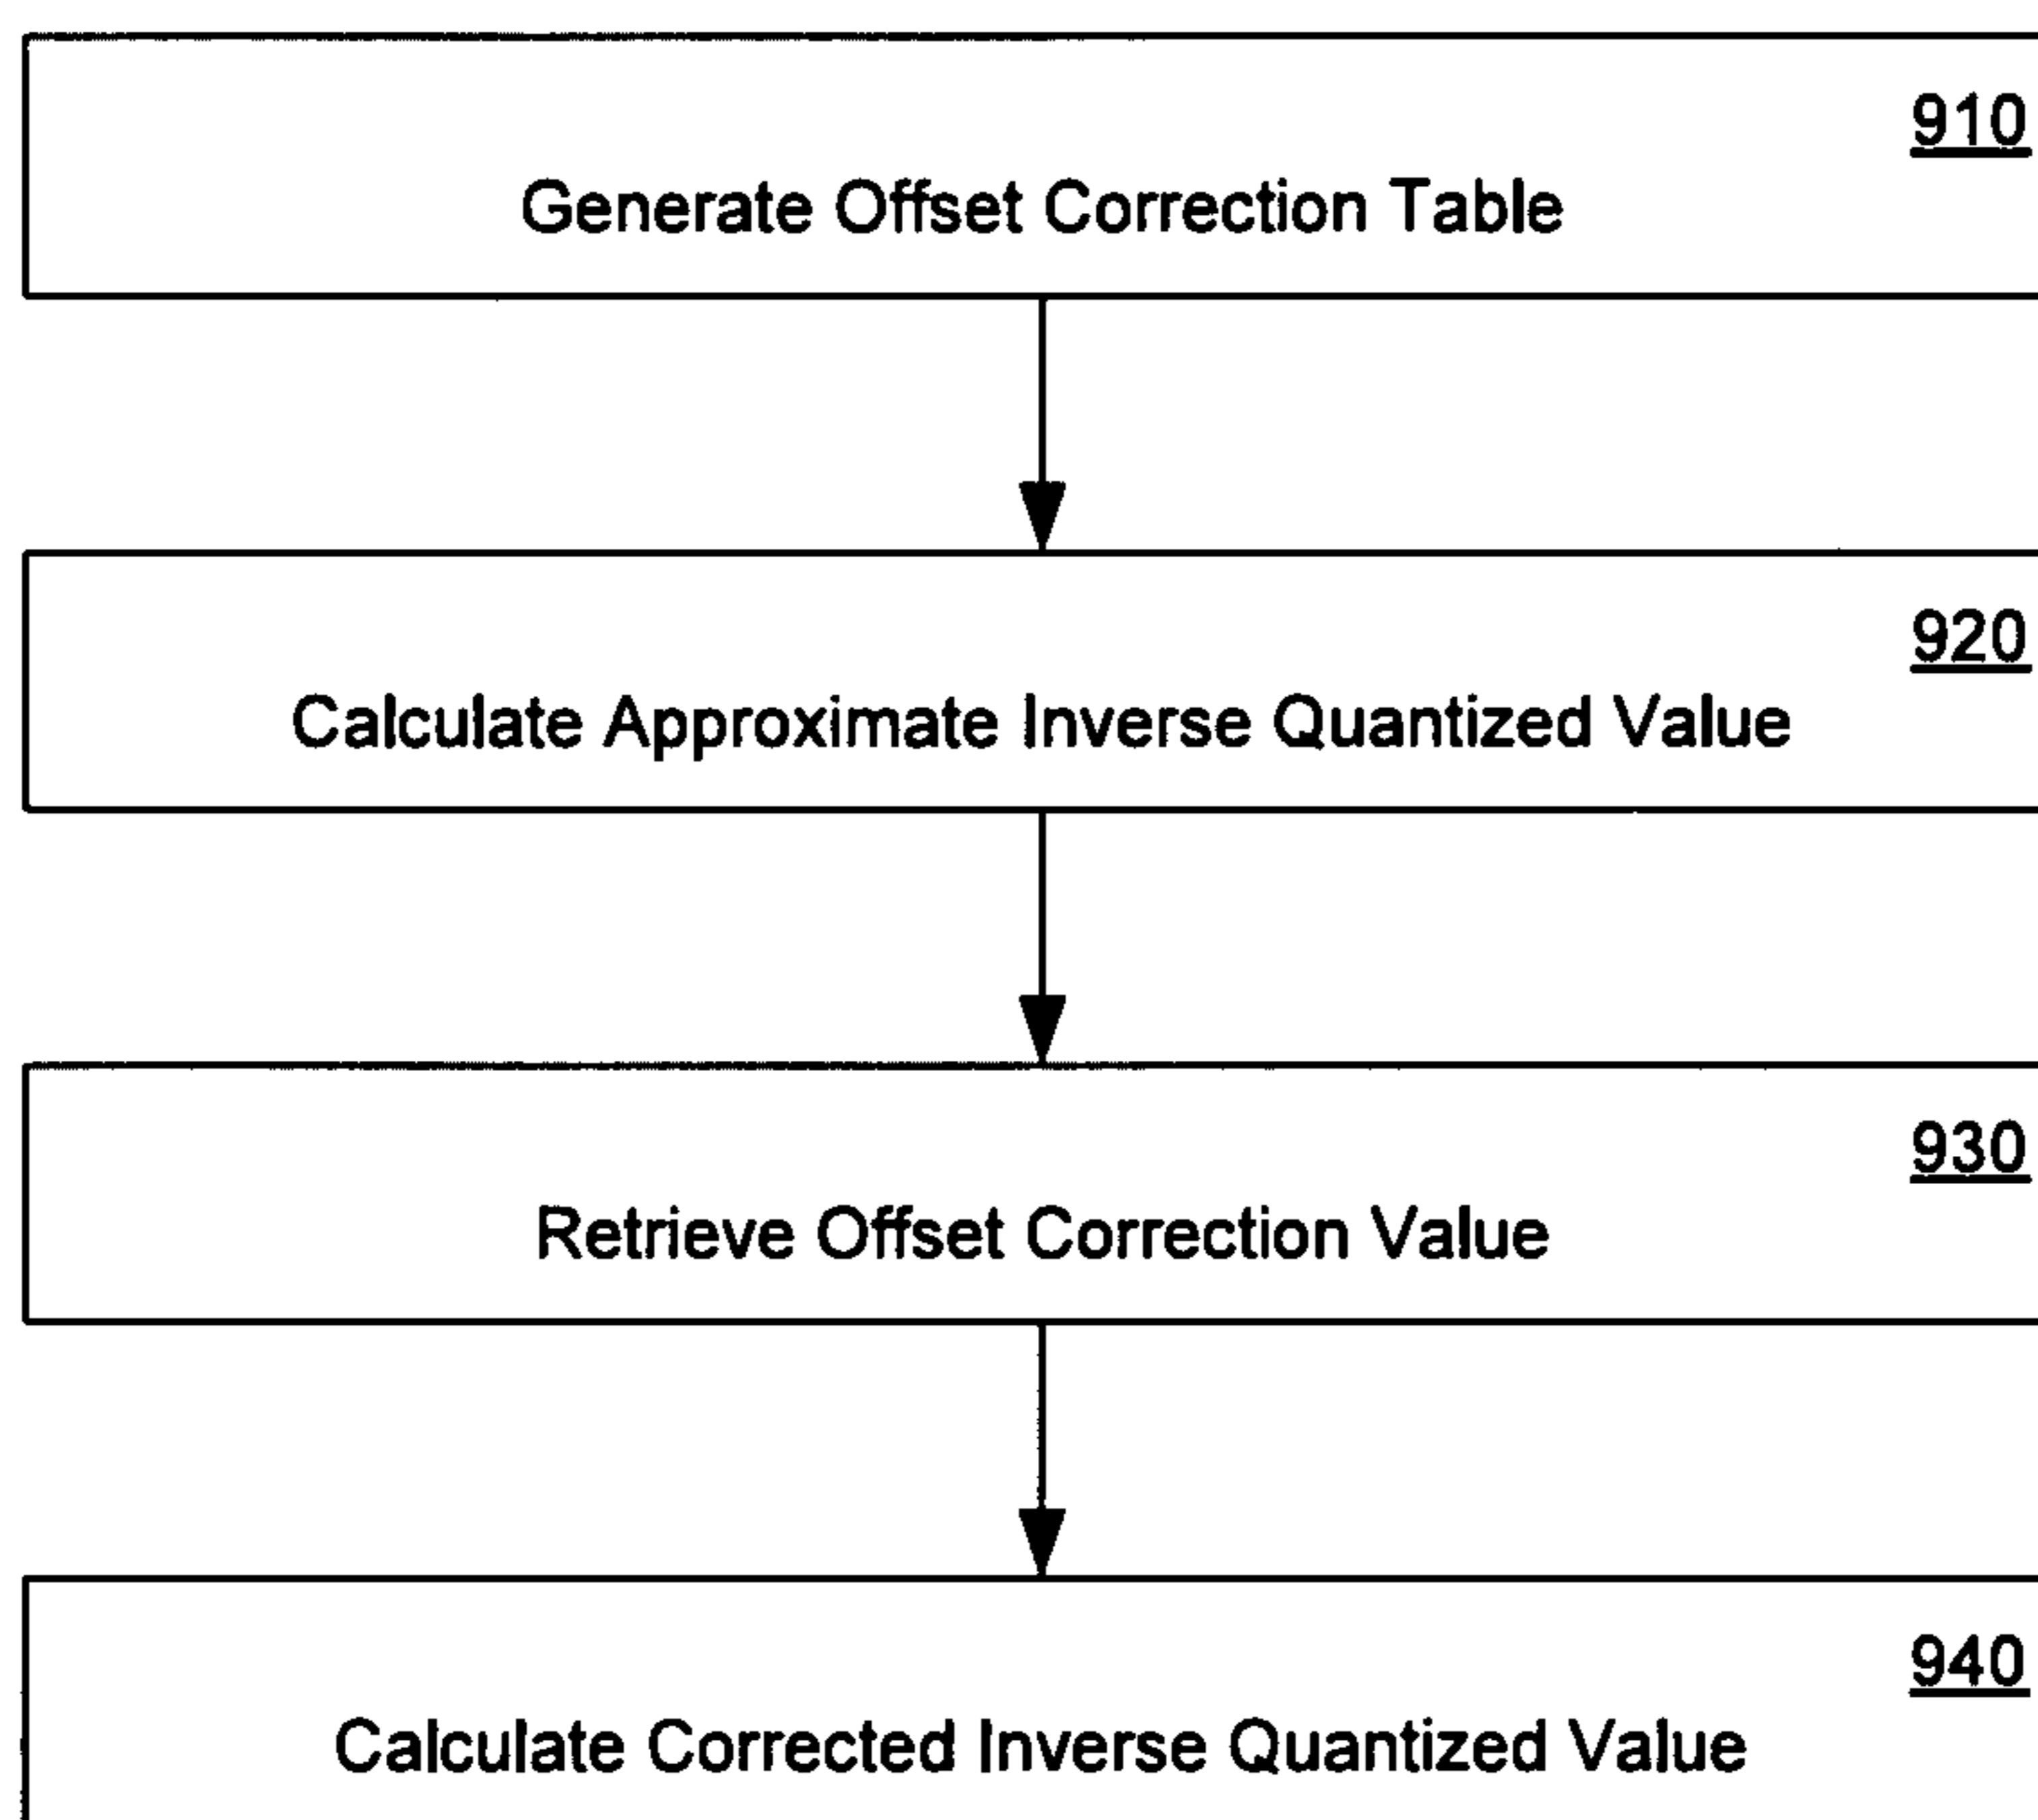 910
Generate Offset Correction Table
920
Calculate Approximate Inverse Quantized Value
930
Retrieve Offset Correction Value
940
Calculate Corrected Inverse Quantized Value